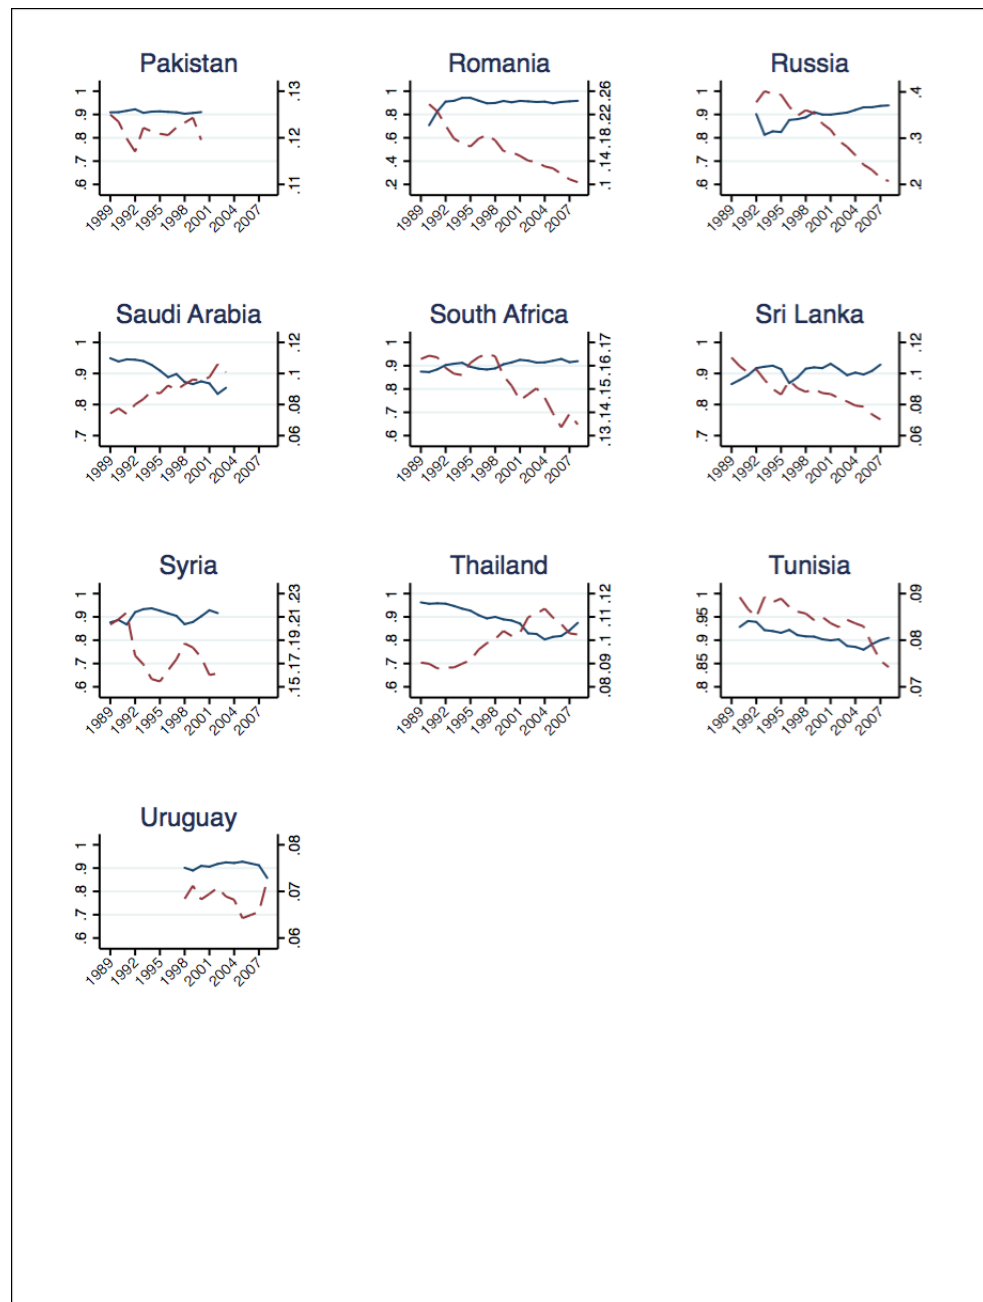 Pakistan
.6 .7 .8 .9 1
.11 .12 .13
1989 1992 1995 1998 2001 2004 2007
Romania
.2 .4 .6 .8 1
.1 .14 .18 .22 .26
1989 1992 1995 1998 2001 2004 2007
Russia
.6 .7 .8 .9 1
.2 .3 .4
1989 1992 1995 1998 2001 2004 2007
Saudi Arabia
.7 .8 .9 1
.06 .08 .1 .12
1989 1992 1995 1998 2001 2004 2007
South Africa
.6 .7 .8 .9 1
.13 .14 .15 .16 .17
1989 1992 1995 1998 2001 2004 2007
Sri Lanka
.7 .8 .9 1
.06 .08 .1 .12
1989 1992 1995 1998 2001 2004 2007
Syria
.6 .7 .8 .9 1
.15 .17 .19 .21 .23
1989 1992 1995 1998 2001 2004 2007
Thailand
.6 .7 .8 .9 1
.08 .09 .1 .11 .12
1989 1992 1995 1998 2001 2004 2007
Tunisia
.8 .85 .9 .95 1
.07 .08 .09
1989 1992 1995 1998 2001 2004 2007
Uruguay
.6 .7 .8 .9 1
.06 .07 .08
1989 1992 1995 1998 2001 2004 2007